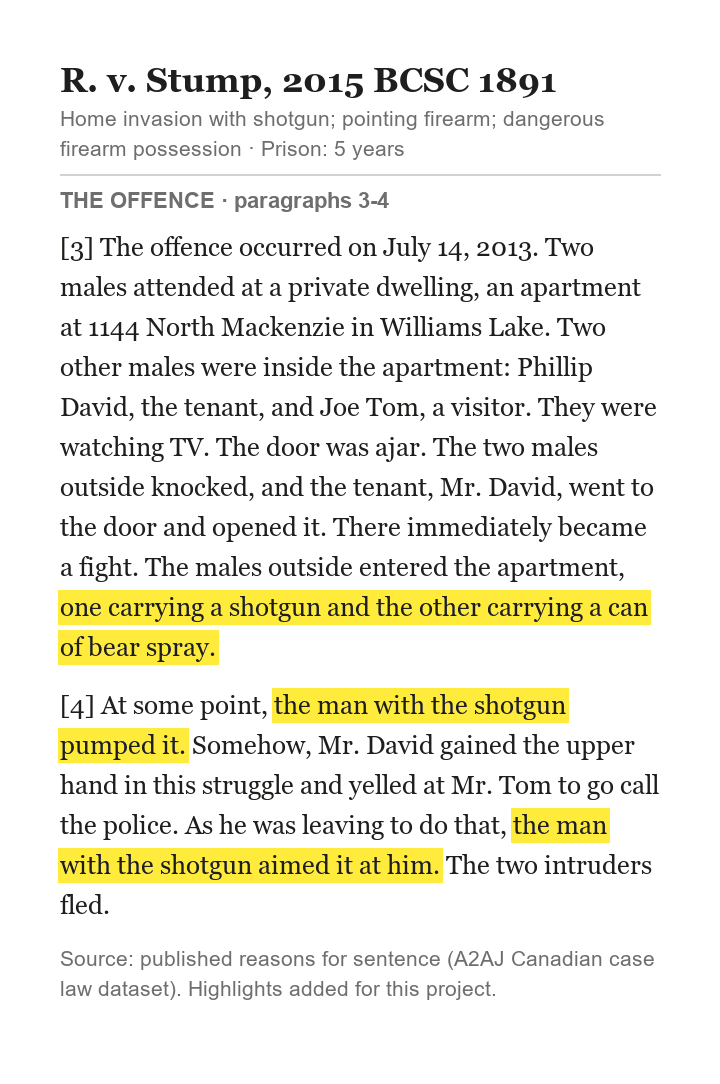 R. v. Stump, 2015 BCSC 1891
Home invasion with shotgun; pointing firearm; dangerous
firearm possession · Prison: 5 years
THE OFFENCE · paragraphs 3-4
[3] The offence occurred on July 14, 2013. Two
males attended at a private dwelling, an apartment
at 1144 North Mackenzie in Williams Lake. Two
other males were inside the apartment: Phillip
David, the tenant, and Joe Tom, a visitor. They were
watching TV. The door was ajar. The two males
outside knocked, and the tenant, Mr. David, went to
the door and opened it. There immediately became
a fight. The males outside entered the apartment,
one carrying a shotgun and the other carrying a can
of bear spray.
[4] At some point, the man with the shotgun
pumped it. Somehow, Mr. David gained the upper
hand in this struggle and yelled at Mr. Tom to go call
the police. As he was leaving to do that, the man
with the shotgun aimed it at him. The two intruders
fled.
Source: published reasons for sentence (A2AJ Canadian case
law dataset). Highlights added for this project.